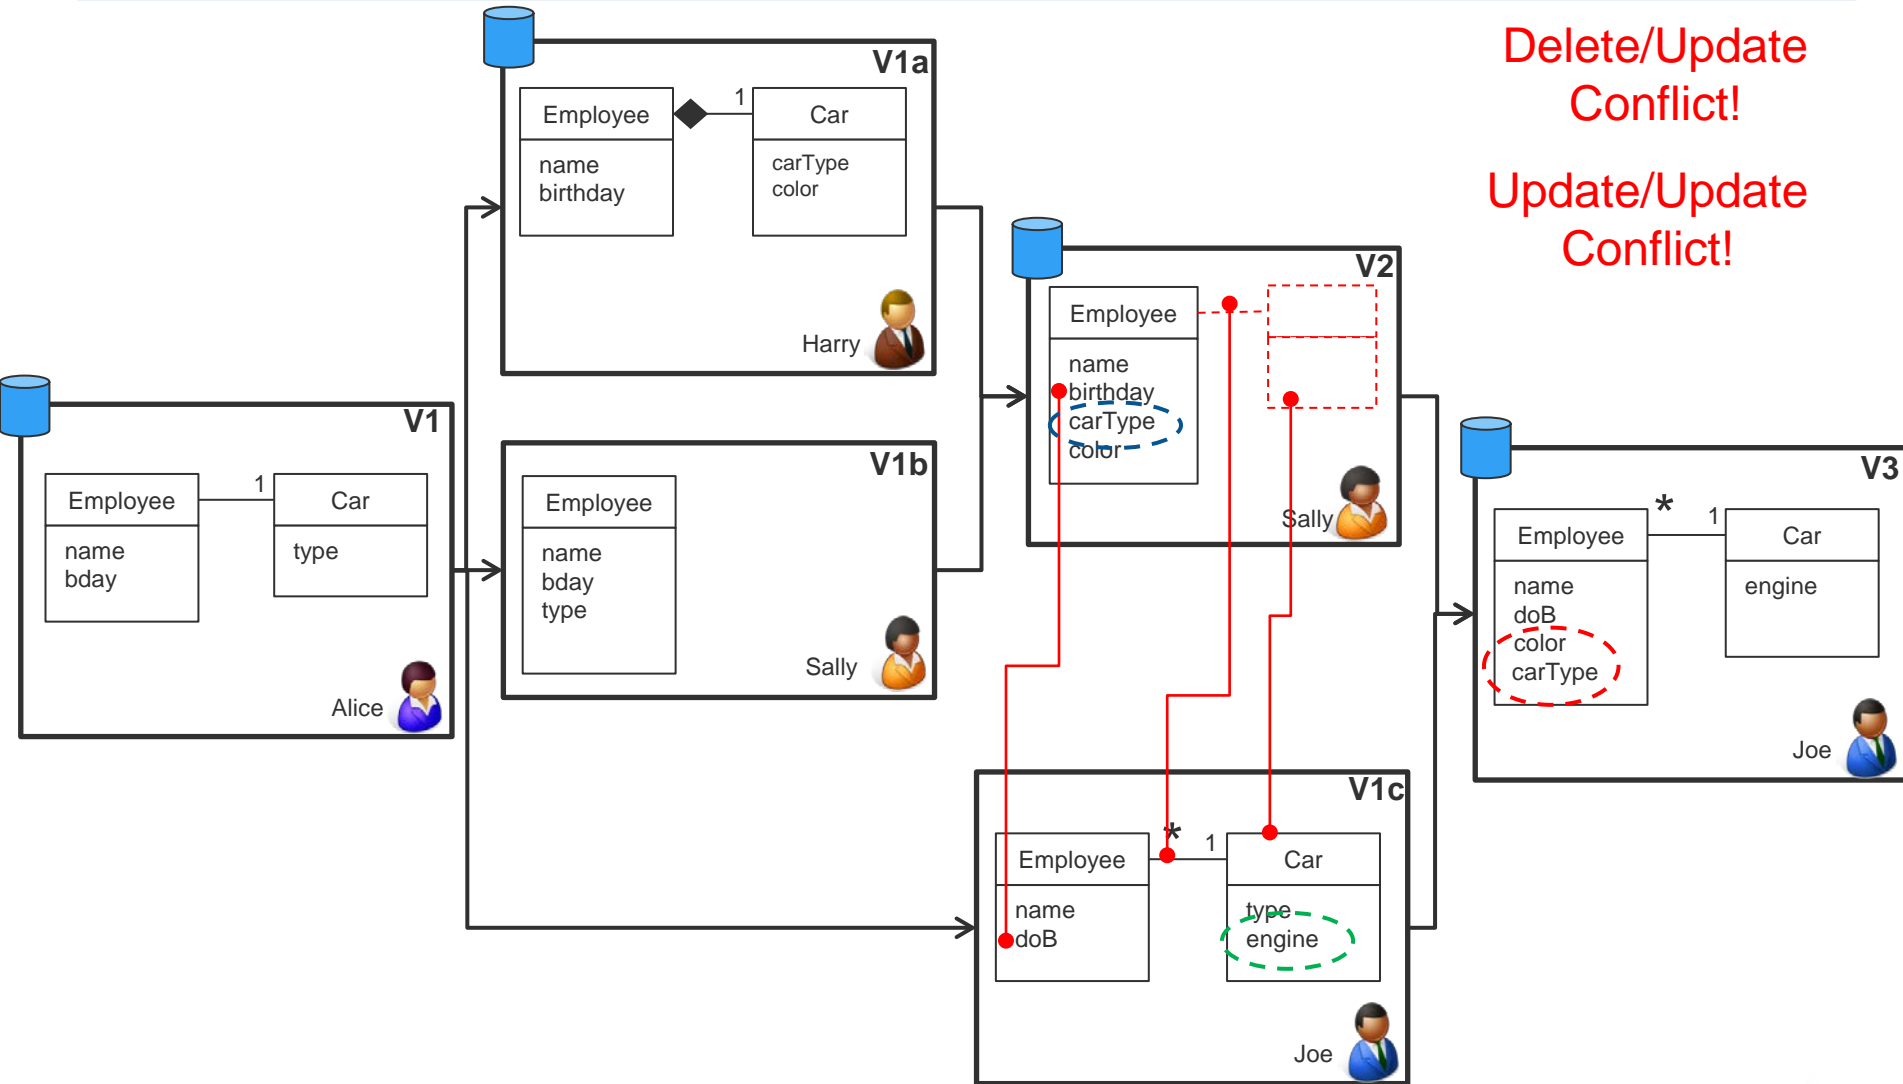 Delete/Update
Conflict!
Update/Update
Conflict!
V1a
Employee
1
Car
name
birthday
carType
color
Harry
V1
Employee
1
Car
name
bday
type
Alice
V1b
Employee
name
bday
type
Sally
V2
Employee
name
birthday
carType
color
Sally
V1c
Employee
*
1
Car
name
doB
type
engine
Joe
V3
Employee
*
1
Car
name
doB
color
carType
engine
Joe